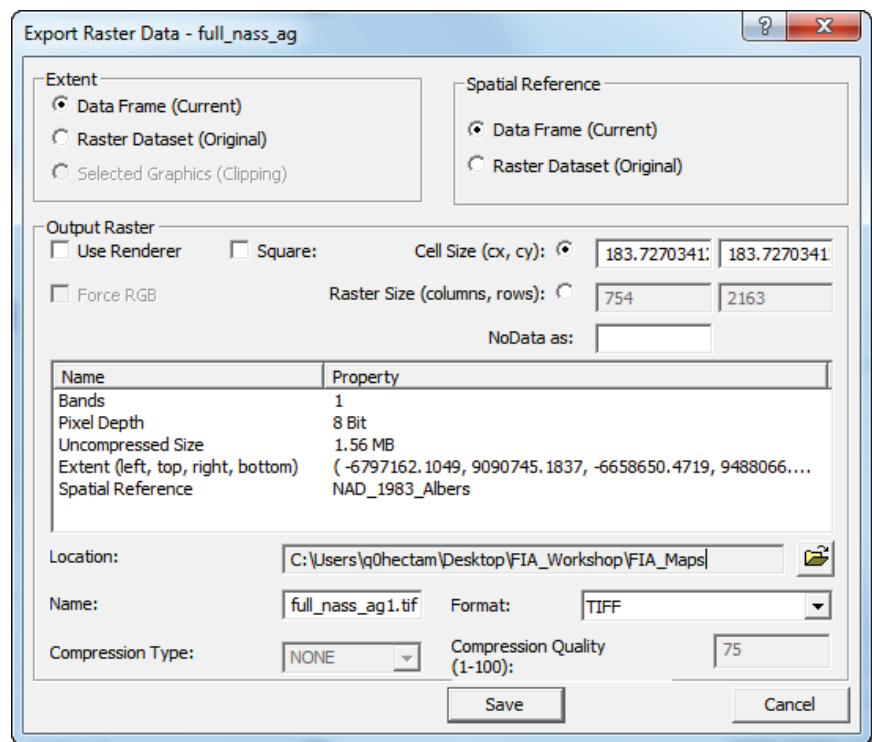 Export Raster Data - full_nass_ag
Extent
Data Frame (Current)
Raster Dataset (Original)
Selected Graphics (Clipping)
Spatial Reference
Data Frame (Current)
Raster Dataset (Original)
Output Raster
Use Renderer Square: Cell Size (cx, cy): 183.72703412 183.7270341
Force RGB Raster Size (columns, rows): 754 2163
NoData as:
Name Property
Bands 1
Pixel Depth 8 Bit
Uncompressed Size 1.56 MB
Extent (left, top, right, bottom) ( -6797162.1049, 9090745.1837, -6658650.4719, 9488066....
Spatial Reference NAD_1983_Albers
Location: C:\Users\q0hectam\Desktop\FIA_Workshop\FIA_Maps
Name: full_nass_ag1.tif Format: TIFF
Compression Type: NONE Compression Quality (1-100): 75
Save Cancel